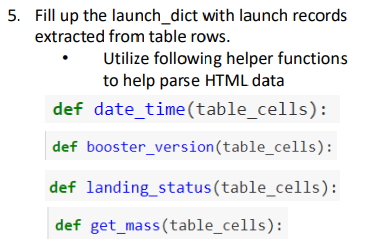 5. Fill up the launch_dict with launch records
extracted from table rows.
• Utilize following helper functions
to help parse HTML data
def date_time(table_cells):
def booster_version(table_cells):
def landing_status(table_cells):
def get_mass(table_cells):